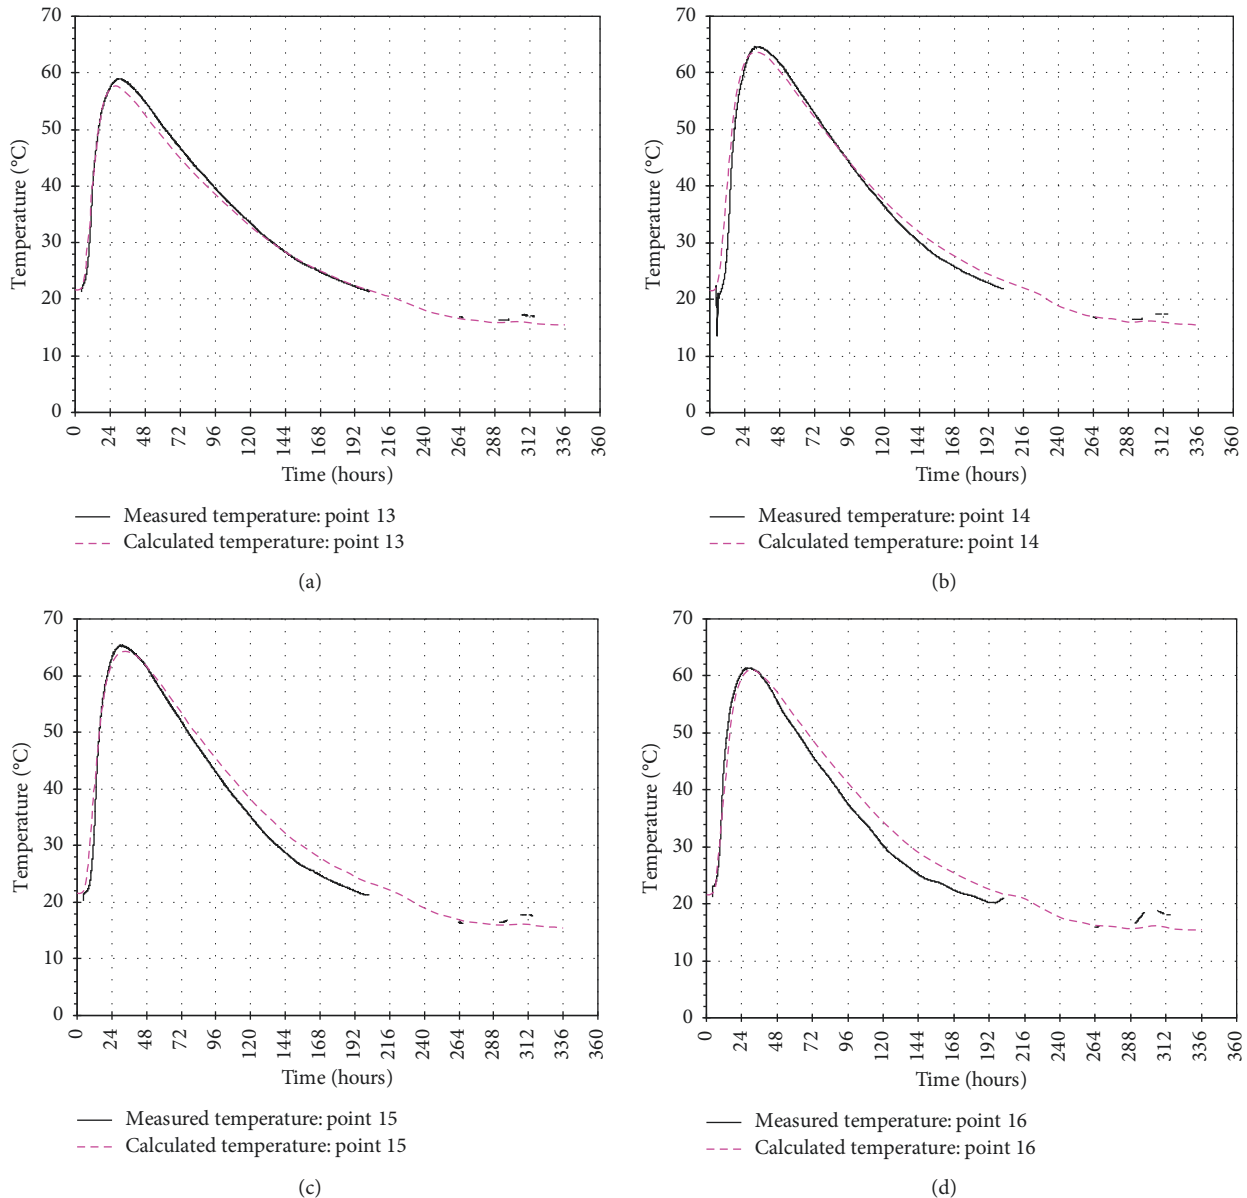 70
60
50
40
30
20
10
0
Temperature (°C)
0 24 48 72 96 120 144 168 192 216 240 264 288 312 336 360
Time (hours)
Measured temperature: point 13
Calculated temperature: point 13
(a)
70
60
50
40
30
20
10
0
Temperature (°C)
0 24 48 72 96 120 144 168 192 216 240 264 288 312 336 360
Time (hours)
Measured temperature: point 14
Calculated temperature: point 14
(b)
70
60
50
40
30
20
10
0
Temperature (°C)
0 24 48 72 96 120 144 168 192 216 240 264 288 312 336 360
Time (hours)
Measured temperature: point 15
Calculated temperature: point 15
(c)
70
60
50
40
30
20
10
0
Temperature (°C)
0 24 48 72 96 120 144 168 192 216 240 264 288 312 336 360
Time (hours)
Measured temperature: point 16
Calculated temperature: point 16
(d)